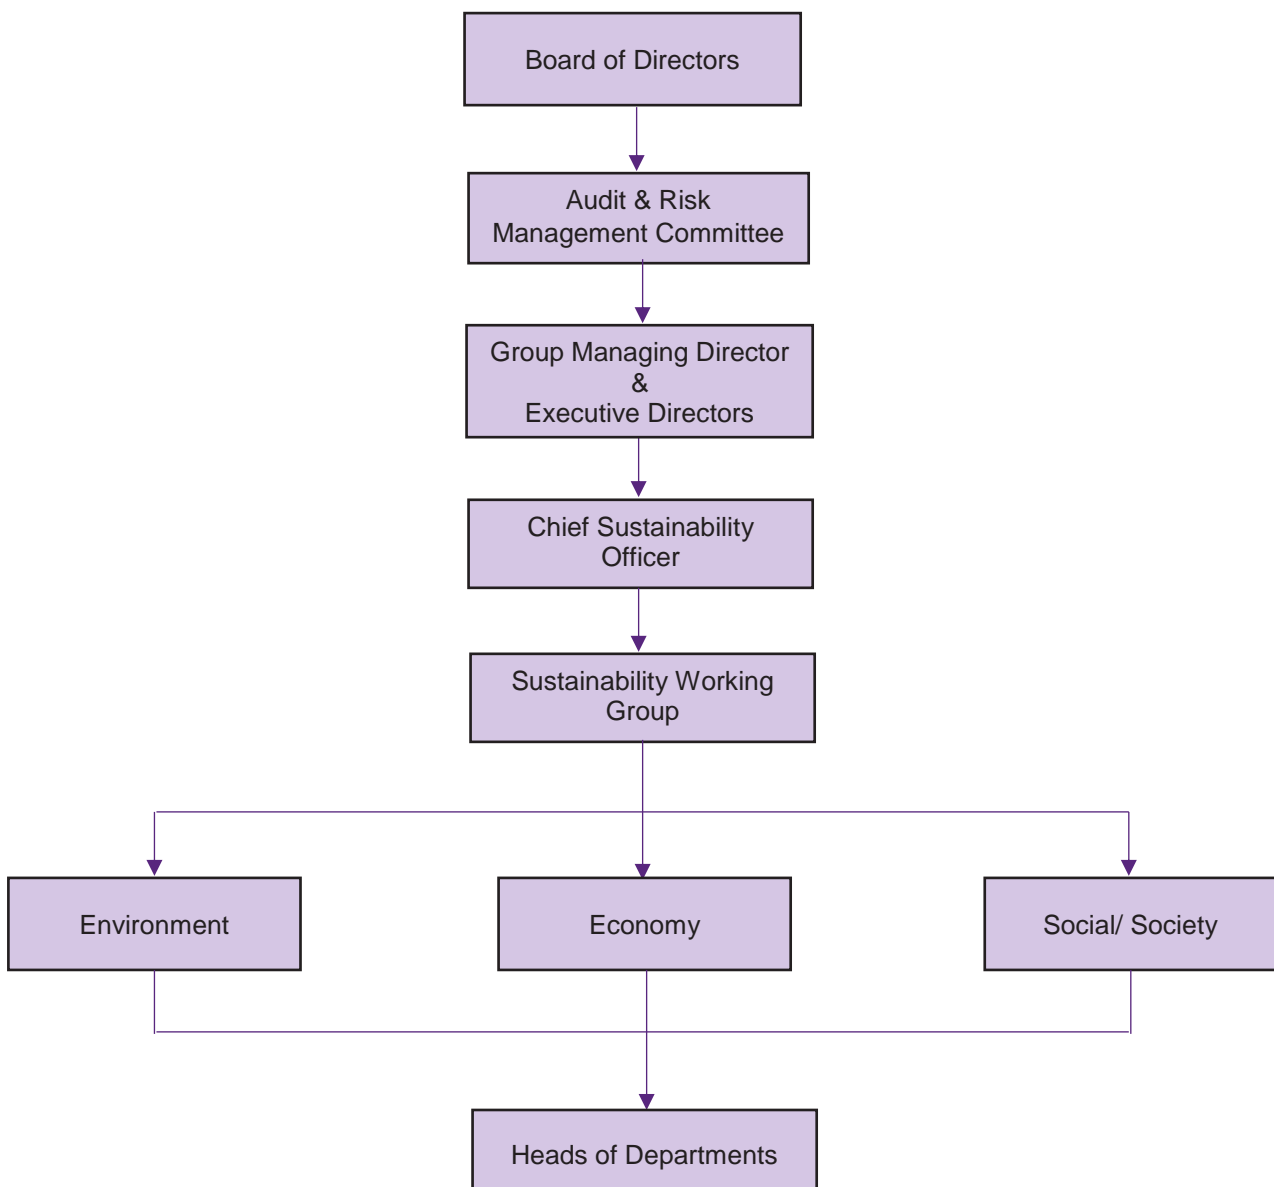 Board of Directors
Audit & Risk
Management Committee
Group Managing Director
&
Executive Directors
Chief Sustainability
Officer
Sustainability Working
Group
Environment
Economy
Social/ Society
Heads of Departments